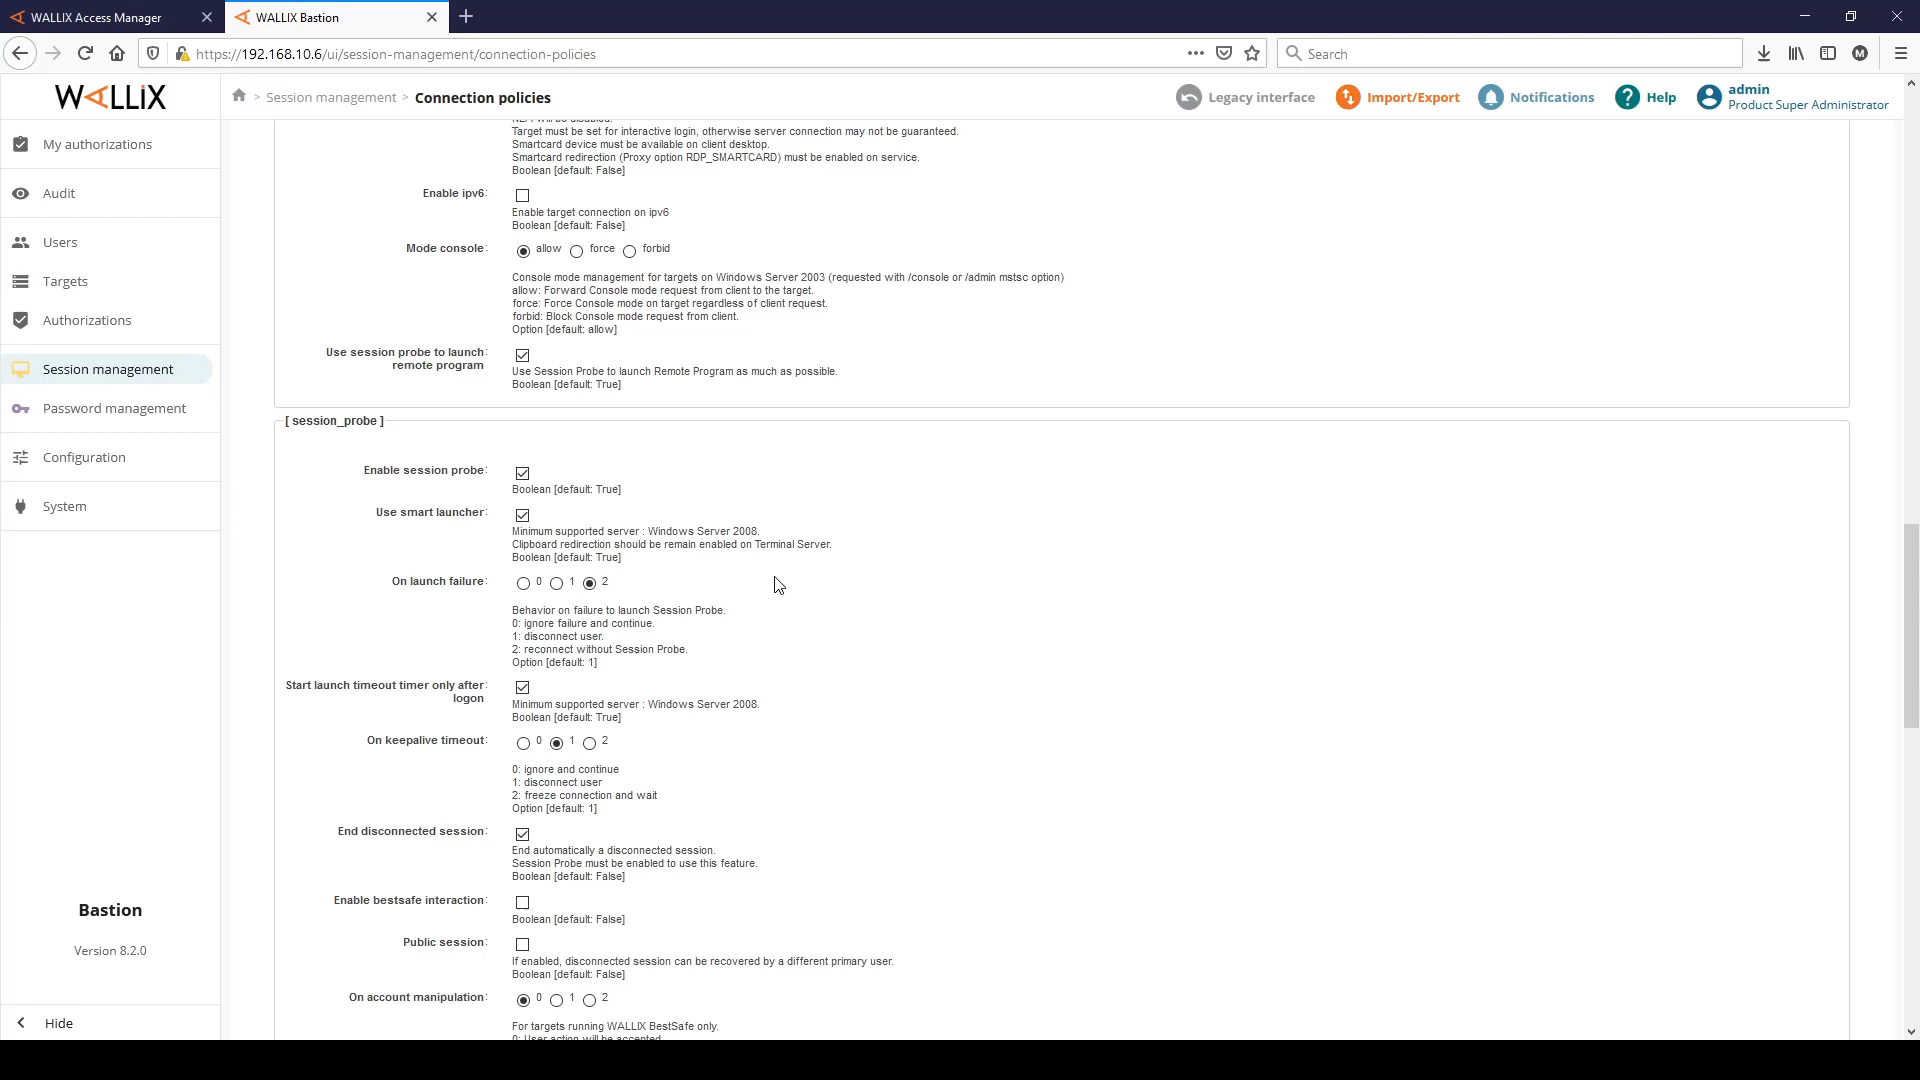 WALLIX Access Manager
WALLIX Bastion
https://192.168.10.6/ui/session-management/connection-policies
Search
M
WALLIX
> Session management > Connection policies
Legacy interface
Import/Export
Notifications
Help
admin
Product Super Administrator
My authorizations
Audit
Users
Targets
Authorizations
Session management
Password management
Configuration
System
Bastion
Version 8.2.0
Hide
NLA will be disabled.
Target must be set for interactive login, otherwise server connection may not be guaranteed.
Smartcard device must be available on client desktop.
Smartcard redirection (Proxy option RDP_SMARTCARD) must be enabled on service.
Boolean [default: False]
Enable ipv6:
Enable target connection on ipv6
Boolean [default: False]
Mode console: allow force forbid
Console mode management for targets on Windows Server 2003 (requested with /console or /admin mstsc option)
allow: Forward Console mode request from client to the target.
force: Force Console mode on target regardless of client request.
forbid: Block Console mode request from client.
Option [default: allow]
Use session probe to launch
remote program:
Use Session Probe to launch Remote Program as much as possible.
Boolean [default: True]
[ session_probe ]
Enable session probe:
Boolean [default: True]
Use smart launcher:
Minimum supported server : Windows Server 2008.
Clipboard redirection should be remain enabled on Terminal Server.
Boolean [default: True]
On launch failure: 0 1 2
Behavior on failure to launch Session Probe.
0: ignore failure and continue.
1: disconnect user.
2: reconnect without Session Probe.
Option [default: 1]
Start launch timeout timer only after
logon:
Minimum supported server : Windows Server 2008.
Boolean [default: True]
On keepalive timeout: 0 1 2
0: ignore and continue
1: disconnect user
2: freeze connection and wait
Option [default: 1]
End disconnected session:
End automatically a disconnected session.
Session Probe must be enabled to use this feature.
Boolean [default: False]
Enable bestsafe interaction:
Boolean [default: False]
Public session:
If enabled, disconnected session can be recovered by a different primary user.
Boolean [default: False]
On account manipulation: 0 1 2
For targets running WALLIX BestSafe only.
0: User action will be accepted